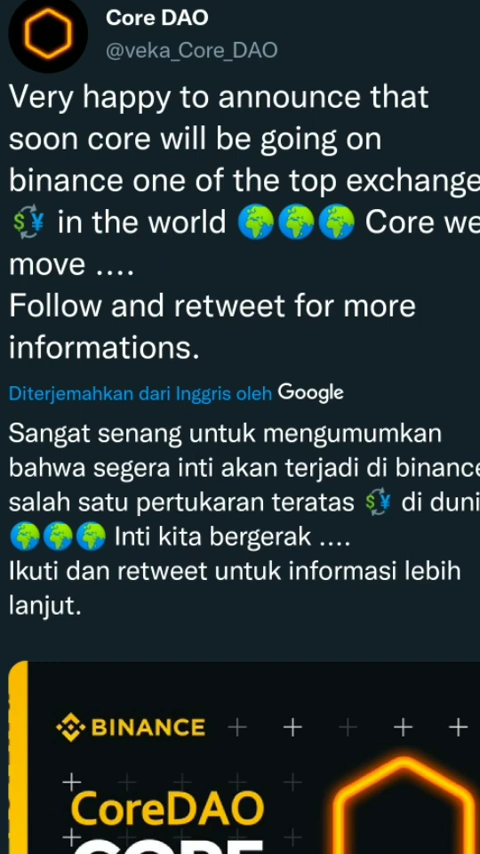 Core DAO
@veka_Core_DAO
Very happy to announce that
soon core will be going on
binance one of the top exchange
💱 in the world 🌍🌍🌍 Core we
move ....
Follow and retweet for more
informations.
Diterjemahkan dari Inggris oleh Google
Sangat senang untuk mengumumkan
bahwa segera inti akan terjadi di binance
salah satu pertukaran teratas 💱 di duni
🌍🌍🌍 Inti kita bergerak ....
Ikuti dan retweet untuk informasi lebih
lanjut.
BINANCE
CoreDAO
CORE